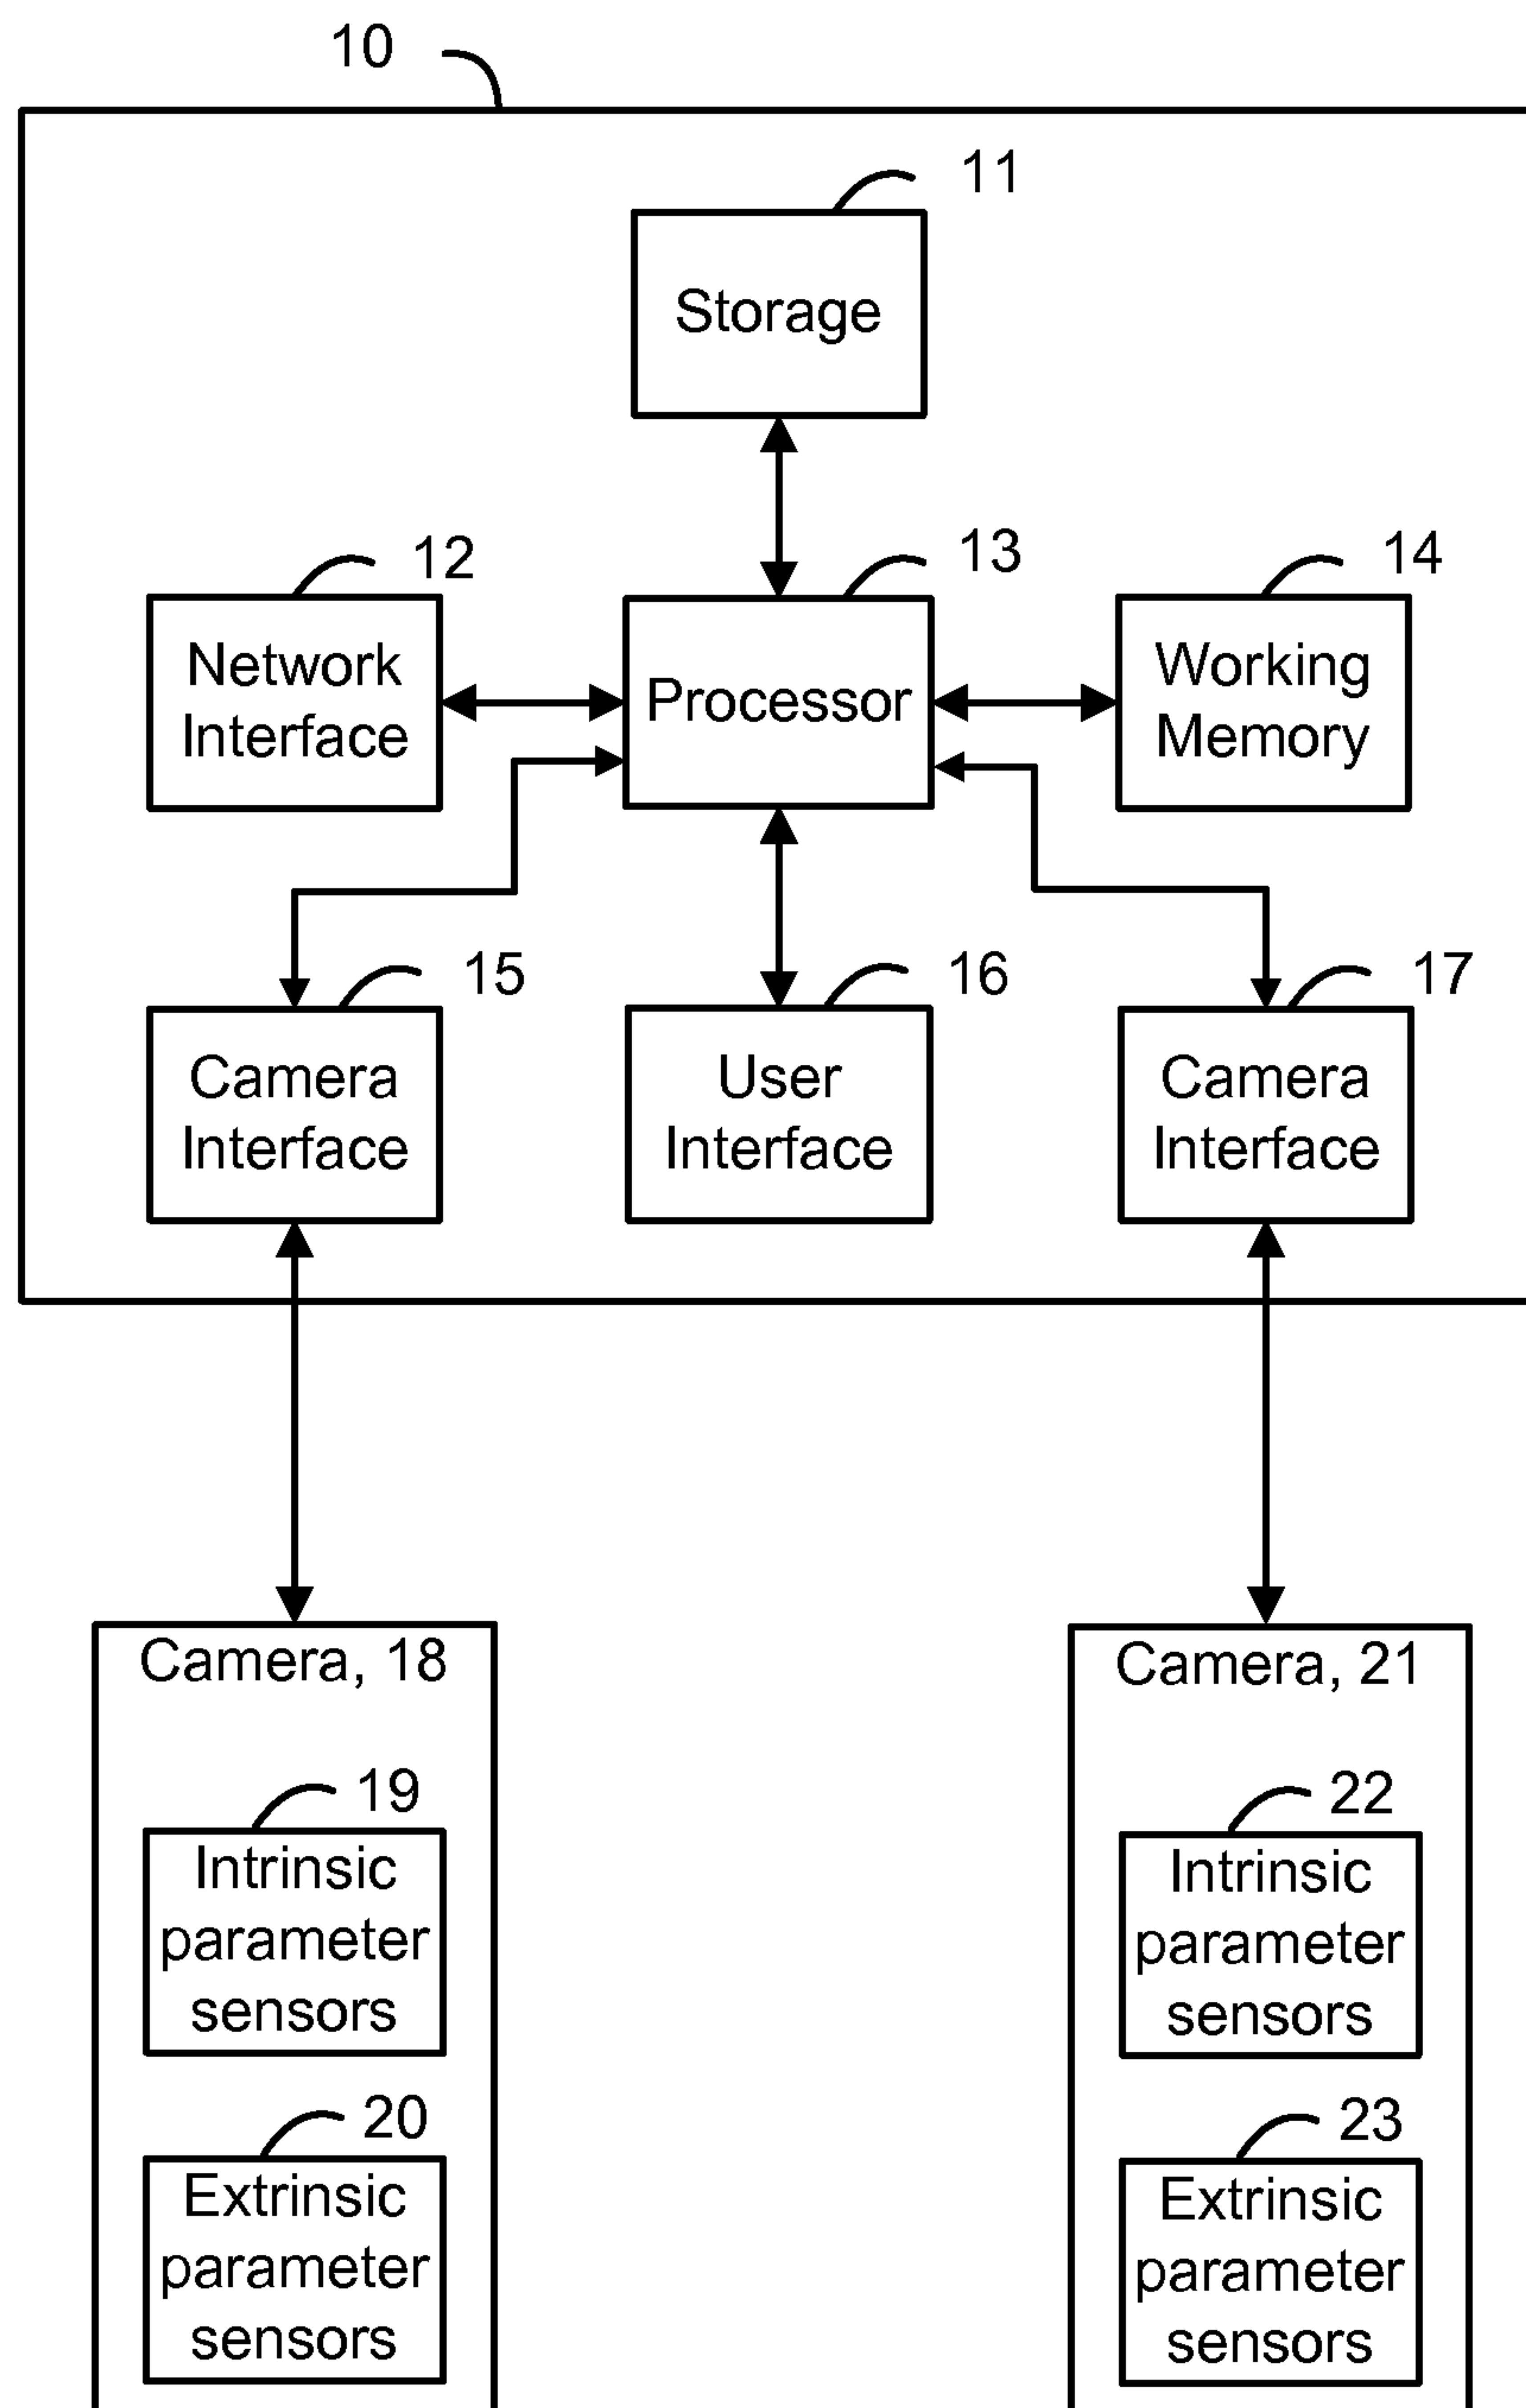 10
11
Storage
12
13
14
Network
Interface
Processor
Working
Memory
15
16
17
Camera
Interface
User
Interface
Camera
Interface
Camera, 18
Camera, 21
19
22
Intrinsic
parameter
sensors
Intrinsic
parameter
sensors
20
23
Extrinsic
parameter
sensors
Extrinsic
parameter
sensors